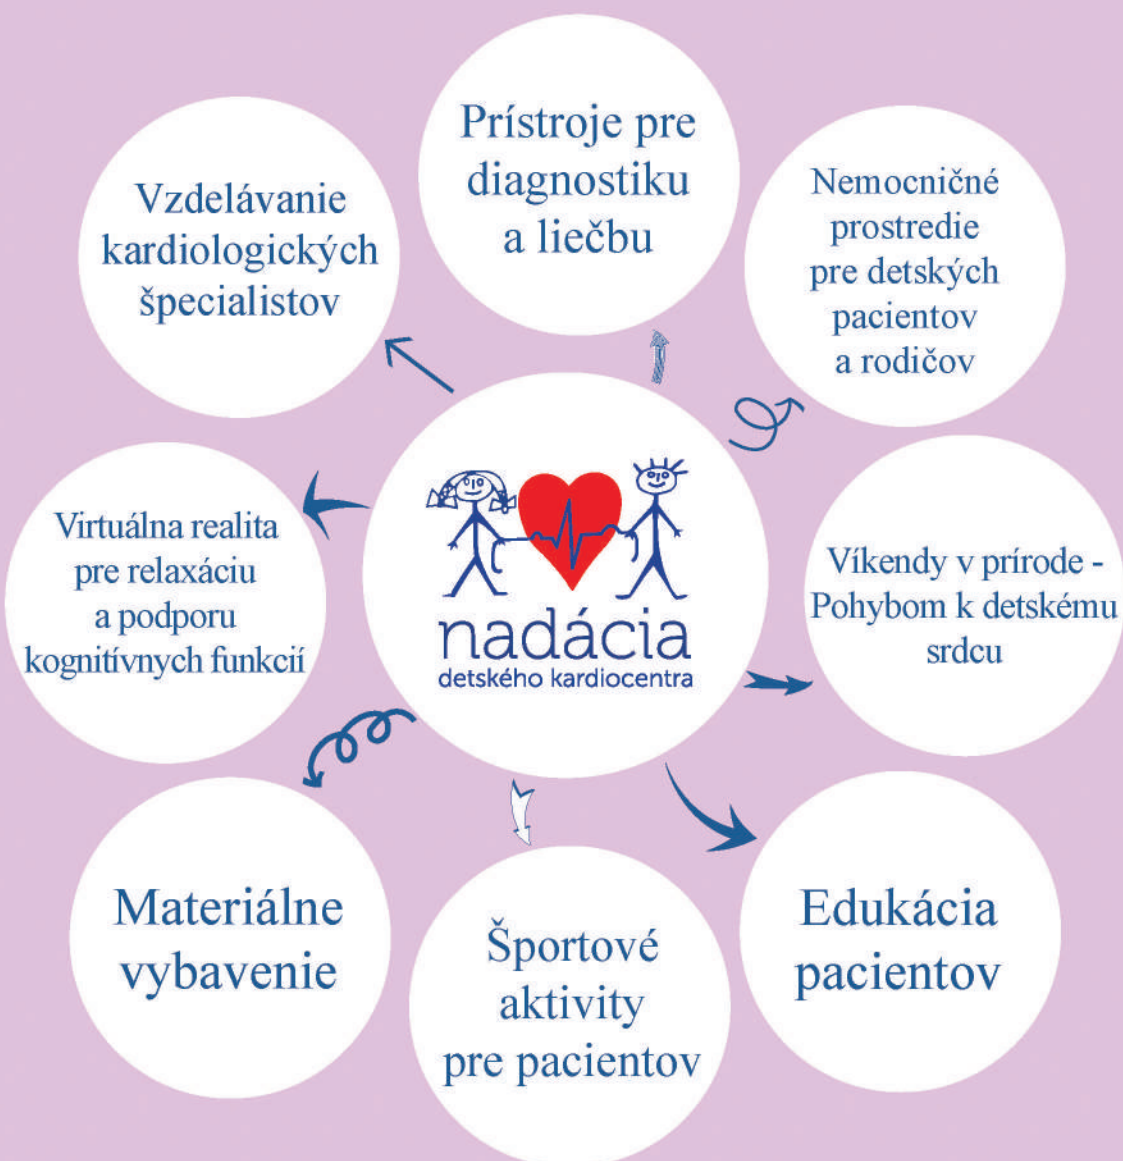 Prístroje pre
diagnostiku
a liečbu
Nemocničné
prostredie
pre detských
pacientov
a rodičov
Víkendy v prírode -
Pohybom k detskému
srdcu
Edukácia
pacientov
Športové
aktivity
pre pacientov
Materiálne
vybavenie
Virtuálna realita
pre relaxáciu
a podporu
kognitívnych funkcií
Vzdelávanie
kardiologických
špecialistov
nadácia
detského kardiocentra